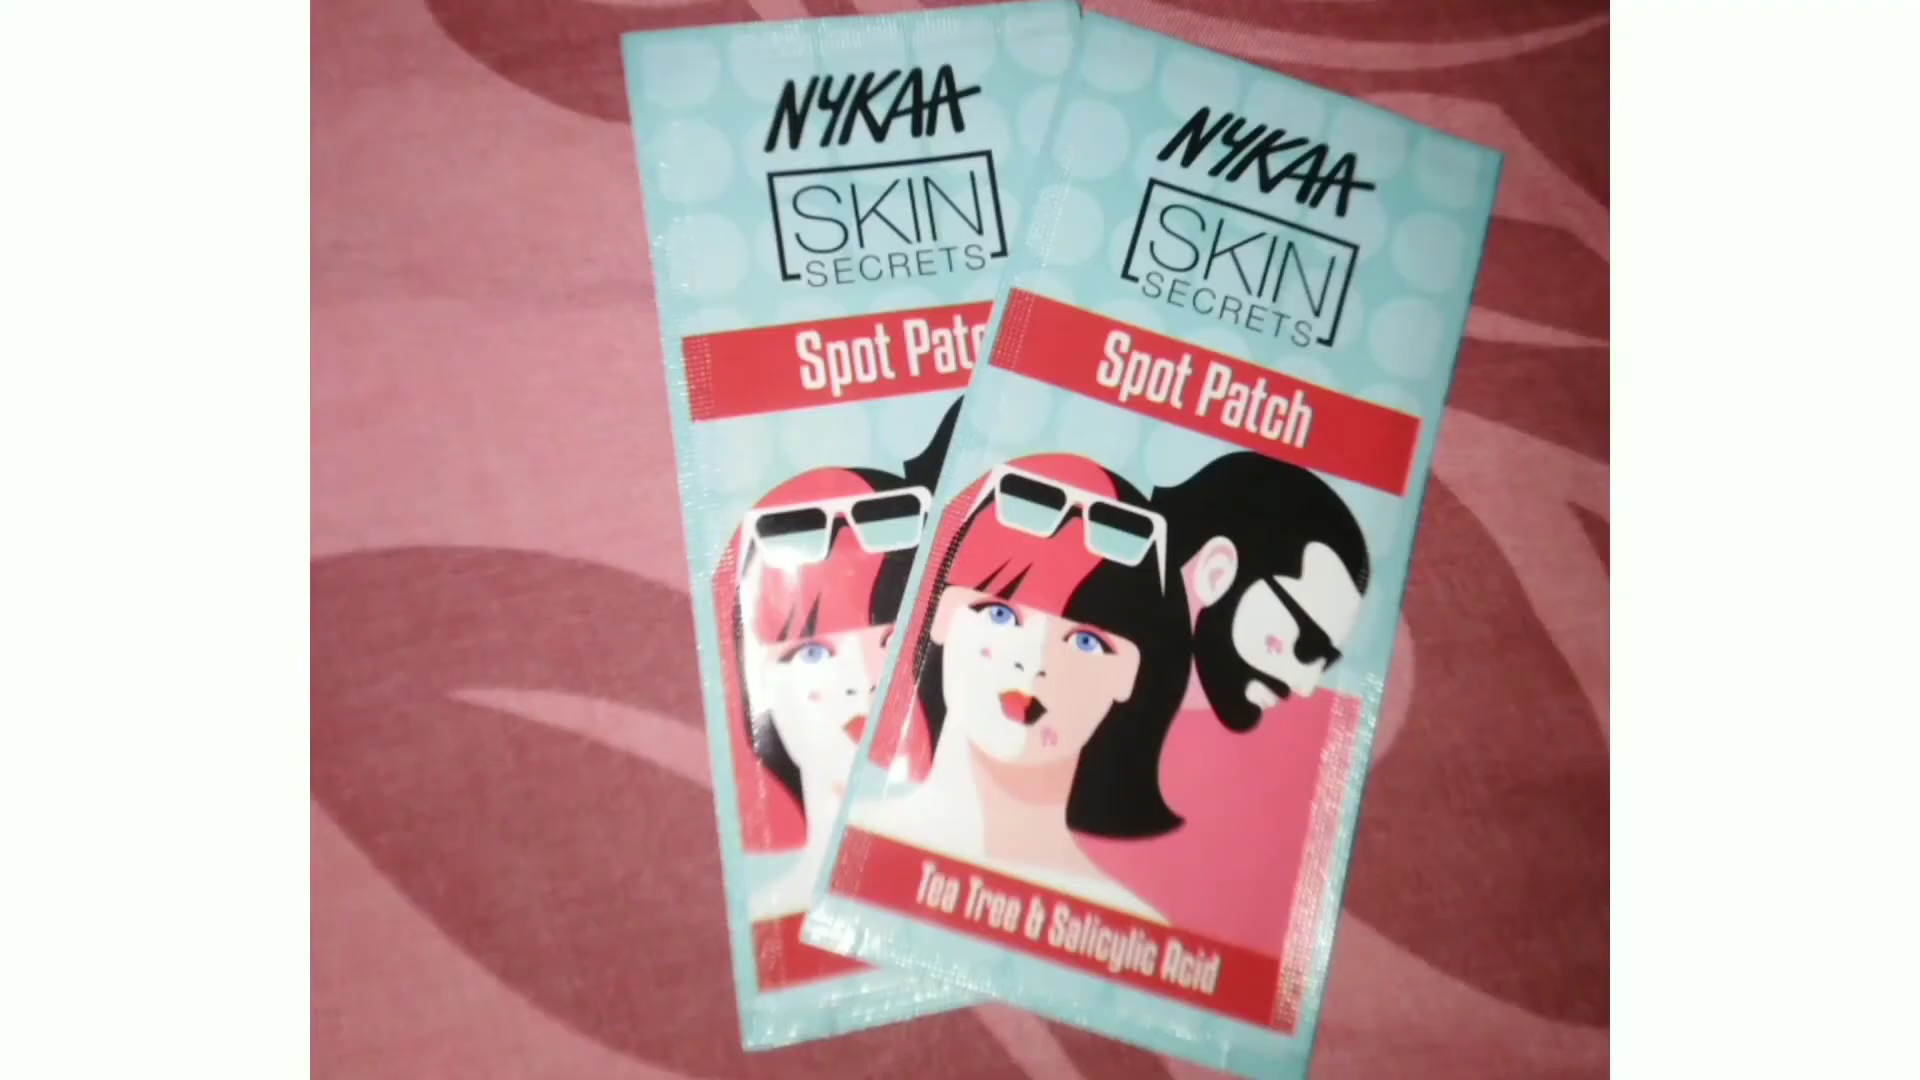 NYKAA
SKIN
SECRETS
Spot Patc
NYKAA
SKIN
SECRETS
Spot Patch
Tea Tree & Salicylic Acid